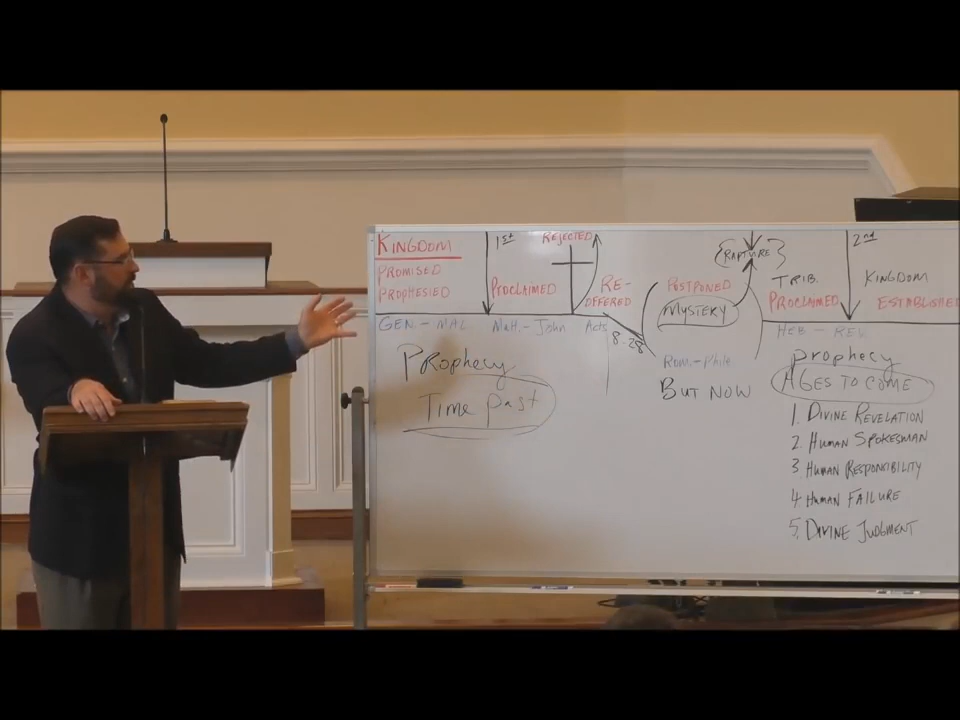 KINGDOM
PROMISED
PROPHESIED
GEN - MAL
1st
PROCLAIMED
Matt. - John
REJECTED
RE-
OFFERED
Acts
8-28
POSTPONED
MYSTERY
Rom - Phile
BUT NOW
RAPTURE
TRIB.
PROCLAIMED
HEB - REV
2nd
KINGDOM
ESTABLISHED
Prophecy
Time past
prophecy
AGES TO COME
1. DIVINE REVELATION
2. HUMAN SPOKESMAN
3. HUMAN RESPONSIBILITY
4. HUMAN FAILURE
5. DIVINE JUDGMENT